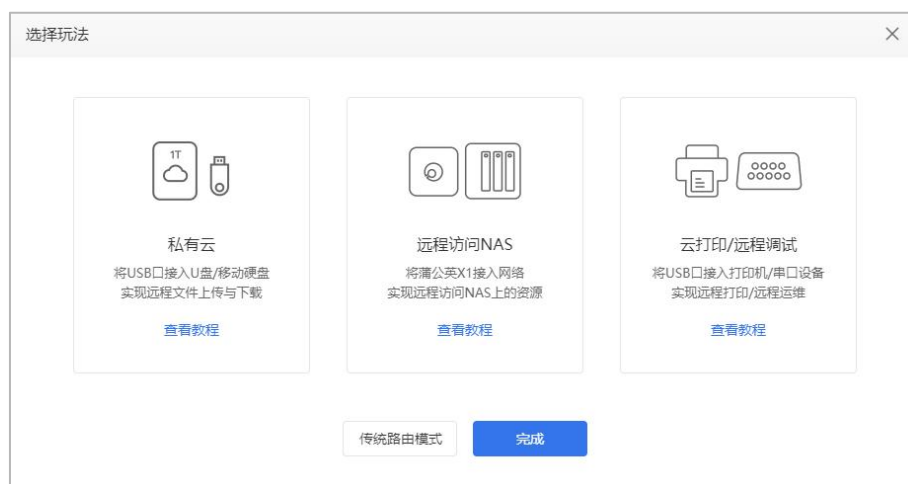 选择玩法
1T
私有云
将USB口接入U盘/移动硬盘
实现远程文件上传与下载
查看教程
远程访问NAS
将蒲公英X1接入网络
实现远程访问NAS上的资源
查看教程
云打印/远程调试
将USB口接入打印机/串口设备
实现远程打印/远程运维
查看教程
传统路由模式
完成